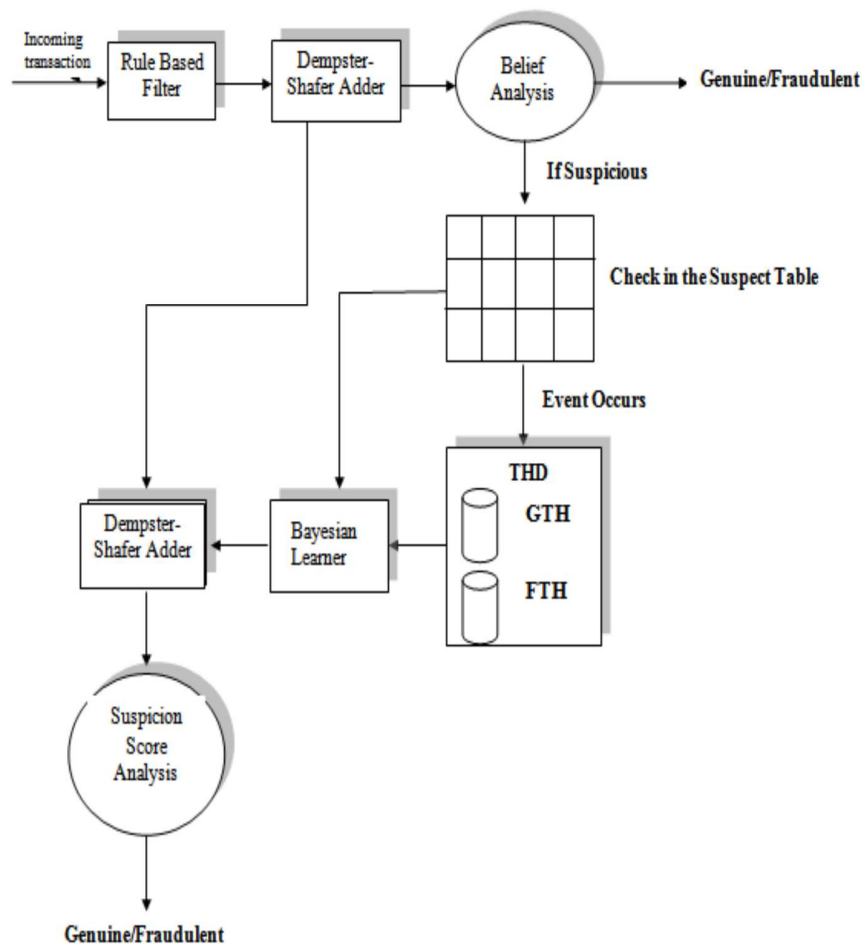 Incoming
transaction
Rule Based
Filter
Dempster-
Shafer Adder
Belief
Analysis
Genuine/Fraudulent
If Suspicious
Check in the Suspect Table
Event Occurs
THD
GTH
FTH
Bayesian
Learner
Dempster-
Shafer Adder
Suspicion
Score
Analysis
Genuine/Fraudulent